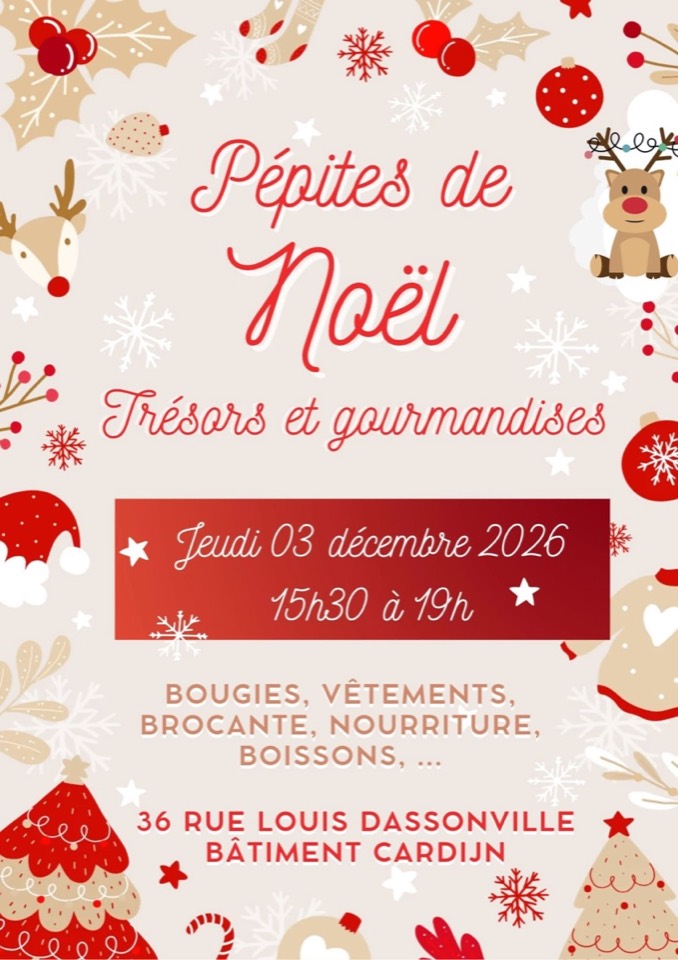 Pépites de
Noël
Trésors et gourmandises
Jeudi 03 décembre 2026
15h30 à 19h
BOUGIES, VÊTEMENTS,
BROCANTE, NOURRITURE,
BOISSONS, ...
36 RUE LOUIS DASSONVILLE
BÂTIMENT CARDIJN